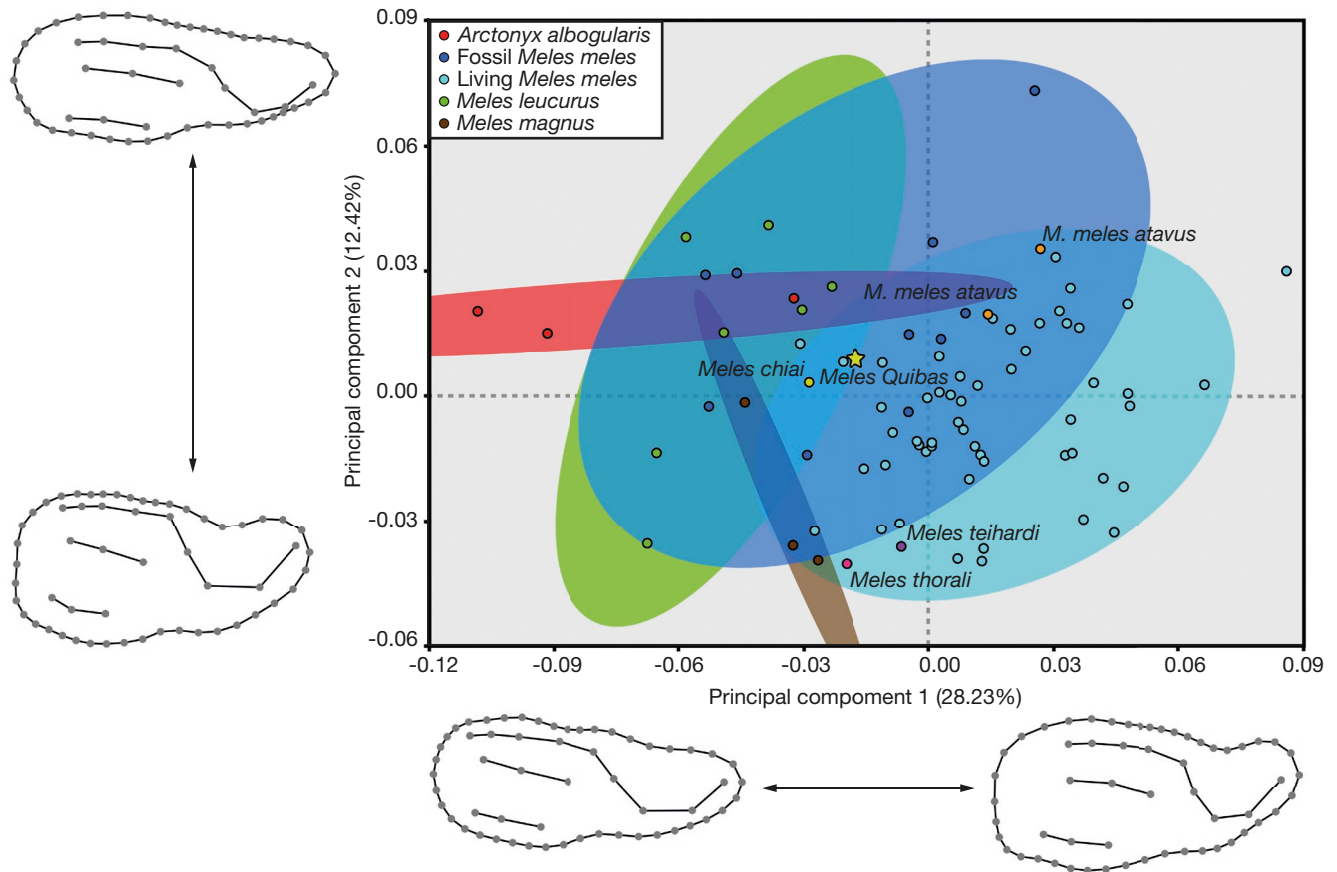 Arctonyx albogularis
Fossil Meles meles
Living Meles meles
Meles leucurus
Meles magnus
Principal compoment 2 (12.42%)
0.09
0.06
0.03
0.00
-0.03
-0.06
M. meles atavus
M. meles atavus
Meles chiai
Meles Quibas
Meles teihardi
Meles thorali
-0.12
-0.09
-0.06
-0.03
0.00
0.03
0.06
0.09
Principal compoment 1 (28.23%)